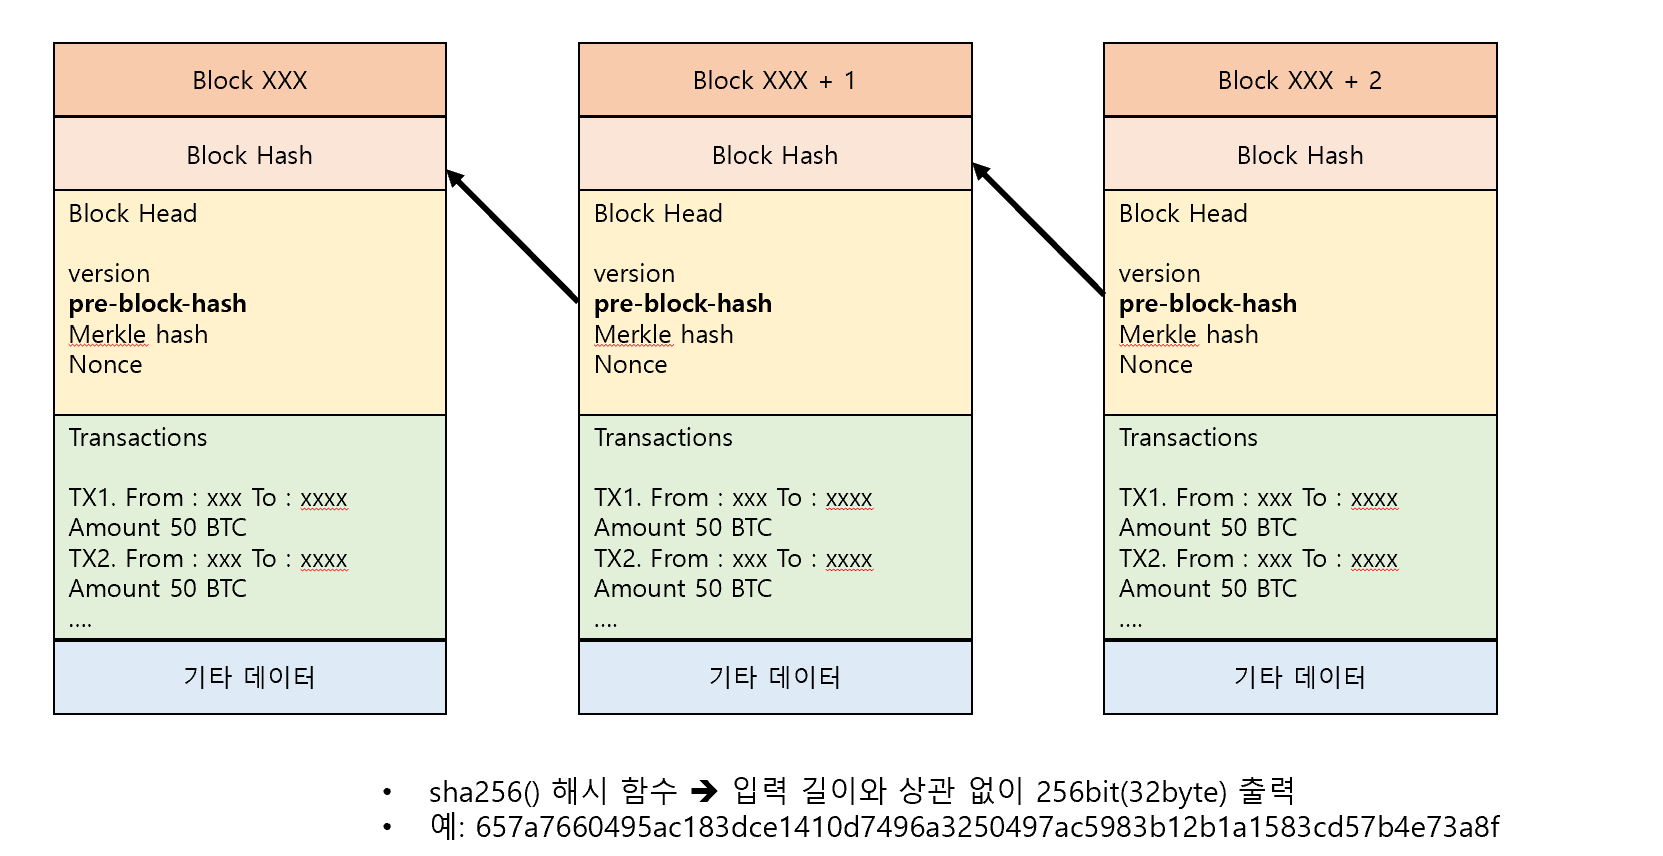 Block XXX
Block Hash
Block Head
version
pre-block-hash
Merkle hash
Nonce
Transactions
TX1. From : xxx To : xxxx
Amount 50 BTC
TX2. From : xxx To : xxxx
Amount 50 BTC
....
기타 데이터
Block XXX + 1
Block Hash
Block Head
version
pre-block-hash
Merkle hash
Nonce
Transactions
TX1. From : xxx To : xxxx
Amount 50 BTC
TX2. From : xxx To : xxxx
Amount 50 BTC
....
기타 데이터
Block XXX + 2
Block Hash
Block Head
version
pre-block-hash
Merkle hash
Nonce
Transactions
TX1. From : xxx To : xxxx
Amount 50 BTC
TX2. From : xxx To : xxxx
Amount 50 BTC
....
기타 데이터
• sha256() 해시 함수 ➔ 입력 길이와 상관 없이 256bit(32byte) 출력
• 예: 657a7660495ac183dce1410d7496a3250497ac5983b12b1a1583cd57b4e73a8f